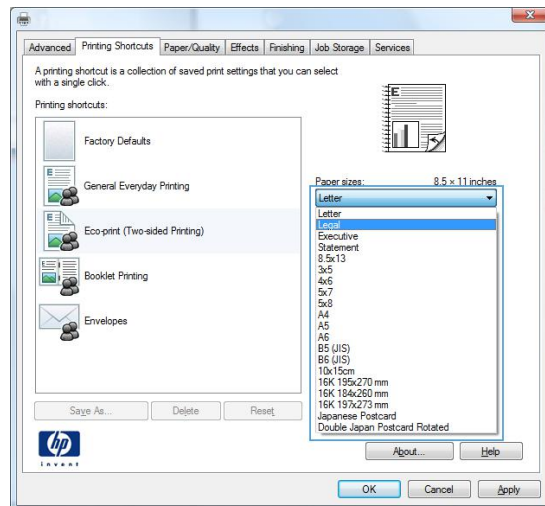 Advanced Printing Shortcuts Paper/Quality Effects Finishing Job Storage Services
A printing shortcut is a collection of saved print settings that you can select
with a single click.
Printing shortcuts:
Factory Defaults
General Everyday Printing
Eco-print (Two-sided Printing)
Booklet Printing
Envelopes
E
Paper sizes: 8.5 × 11 inches
Letter
Letter
Legal
Executive
Statement
8.5x13
3x5
4x6
5x7
5x8
A4
A5
A6
B5 (JIS)
B6 (JIS)
10x15cm
16K 195x270 mm
16K 184x260 mm
16K 197x273 mm
Japanese Postcard
Double Japan Postcard Rotated
Save As... Delete Reset
hp
invent
About... Help
OK Cancel Apply